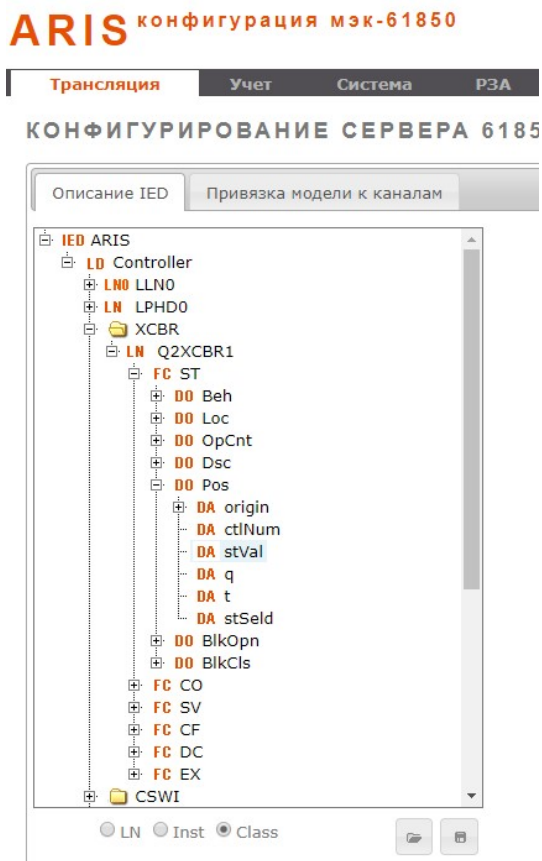 ARIS конфигурация мэк-61850
Трансляция Учет Система РЗА
КОНФИГУРИРОВАНИЕ СЕРВЕРА 6185
Описание IED Привязка модели к каналам
IED ARIS
LD Controller
LN0 LLN0
LN LPHD0
XCBR
LN Q2XCBR1
FC ST
DO Beh
DO Loc
DO OpCnt
DO Dsc
DO Pos
DA origin
DA ctlNum
DA stVal
DA q
DA t
DA stSeld
DO BlkOpn
DO BlkCls
FC CO
FC SV
FC CF
FC DC
FC EX
CSWI
LN Inst Class